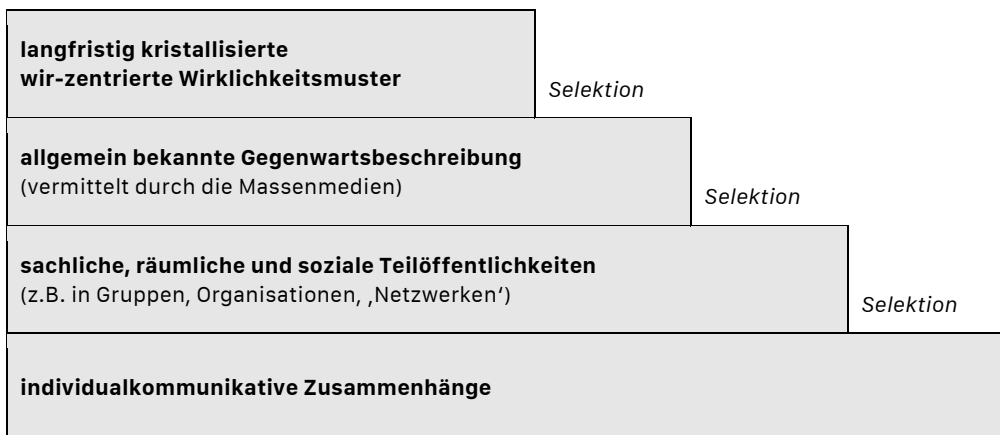 langfristig kristallisierte
wir-zentrierte Wirklichkeitsmuster
Selektion
allgemein bekannte Gegenwartsbeschreibung
(vermittelt durch die Massenmedien)
Selektion
sachliche, räumliche und soziale Teilöffentlichkeiten
(z.B. in Gruppen, Organisationen, ‚Netzwerken‘)
Selektion
individualkommunikative Zusammenhänge